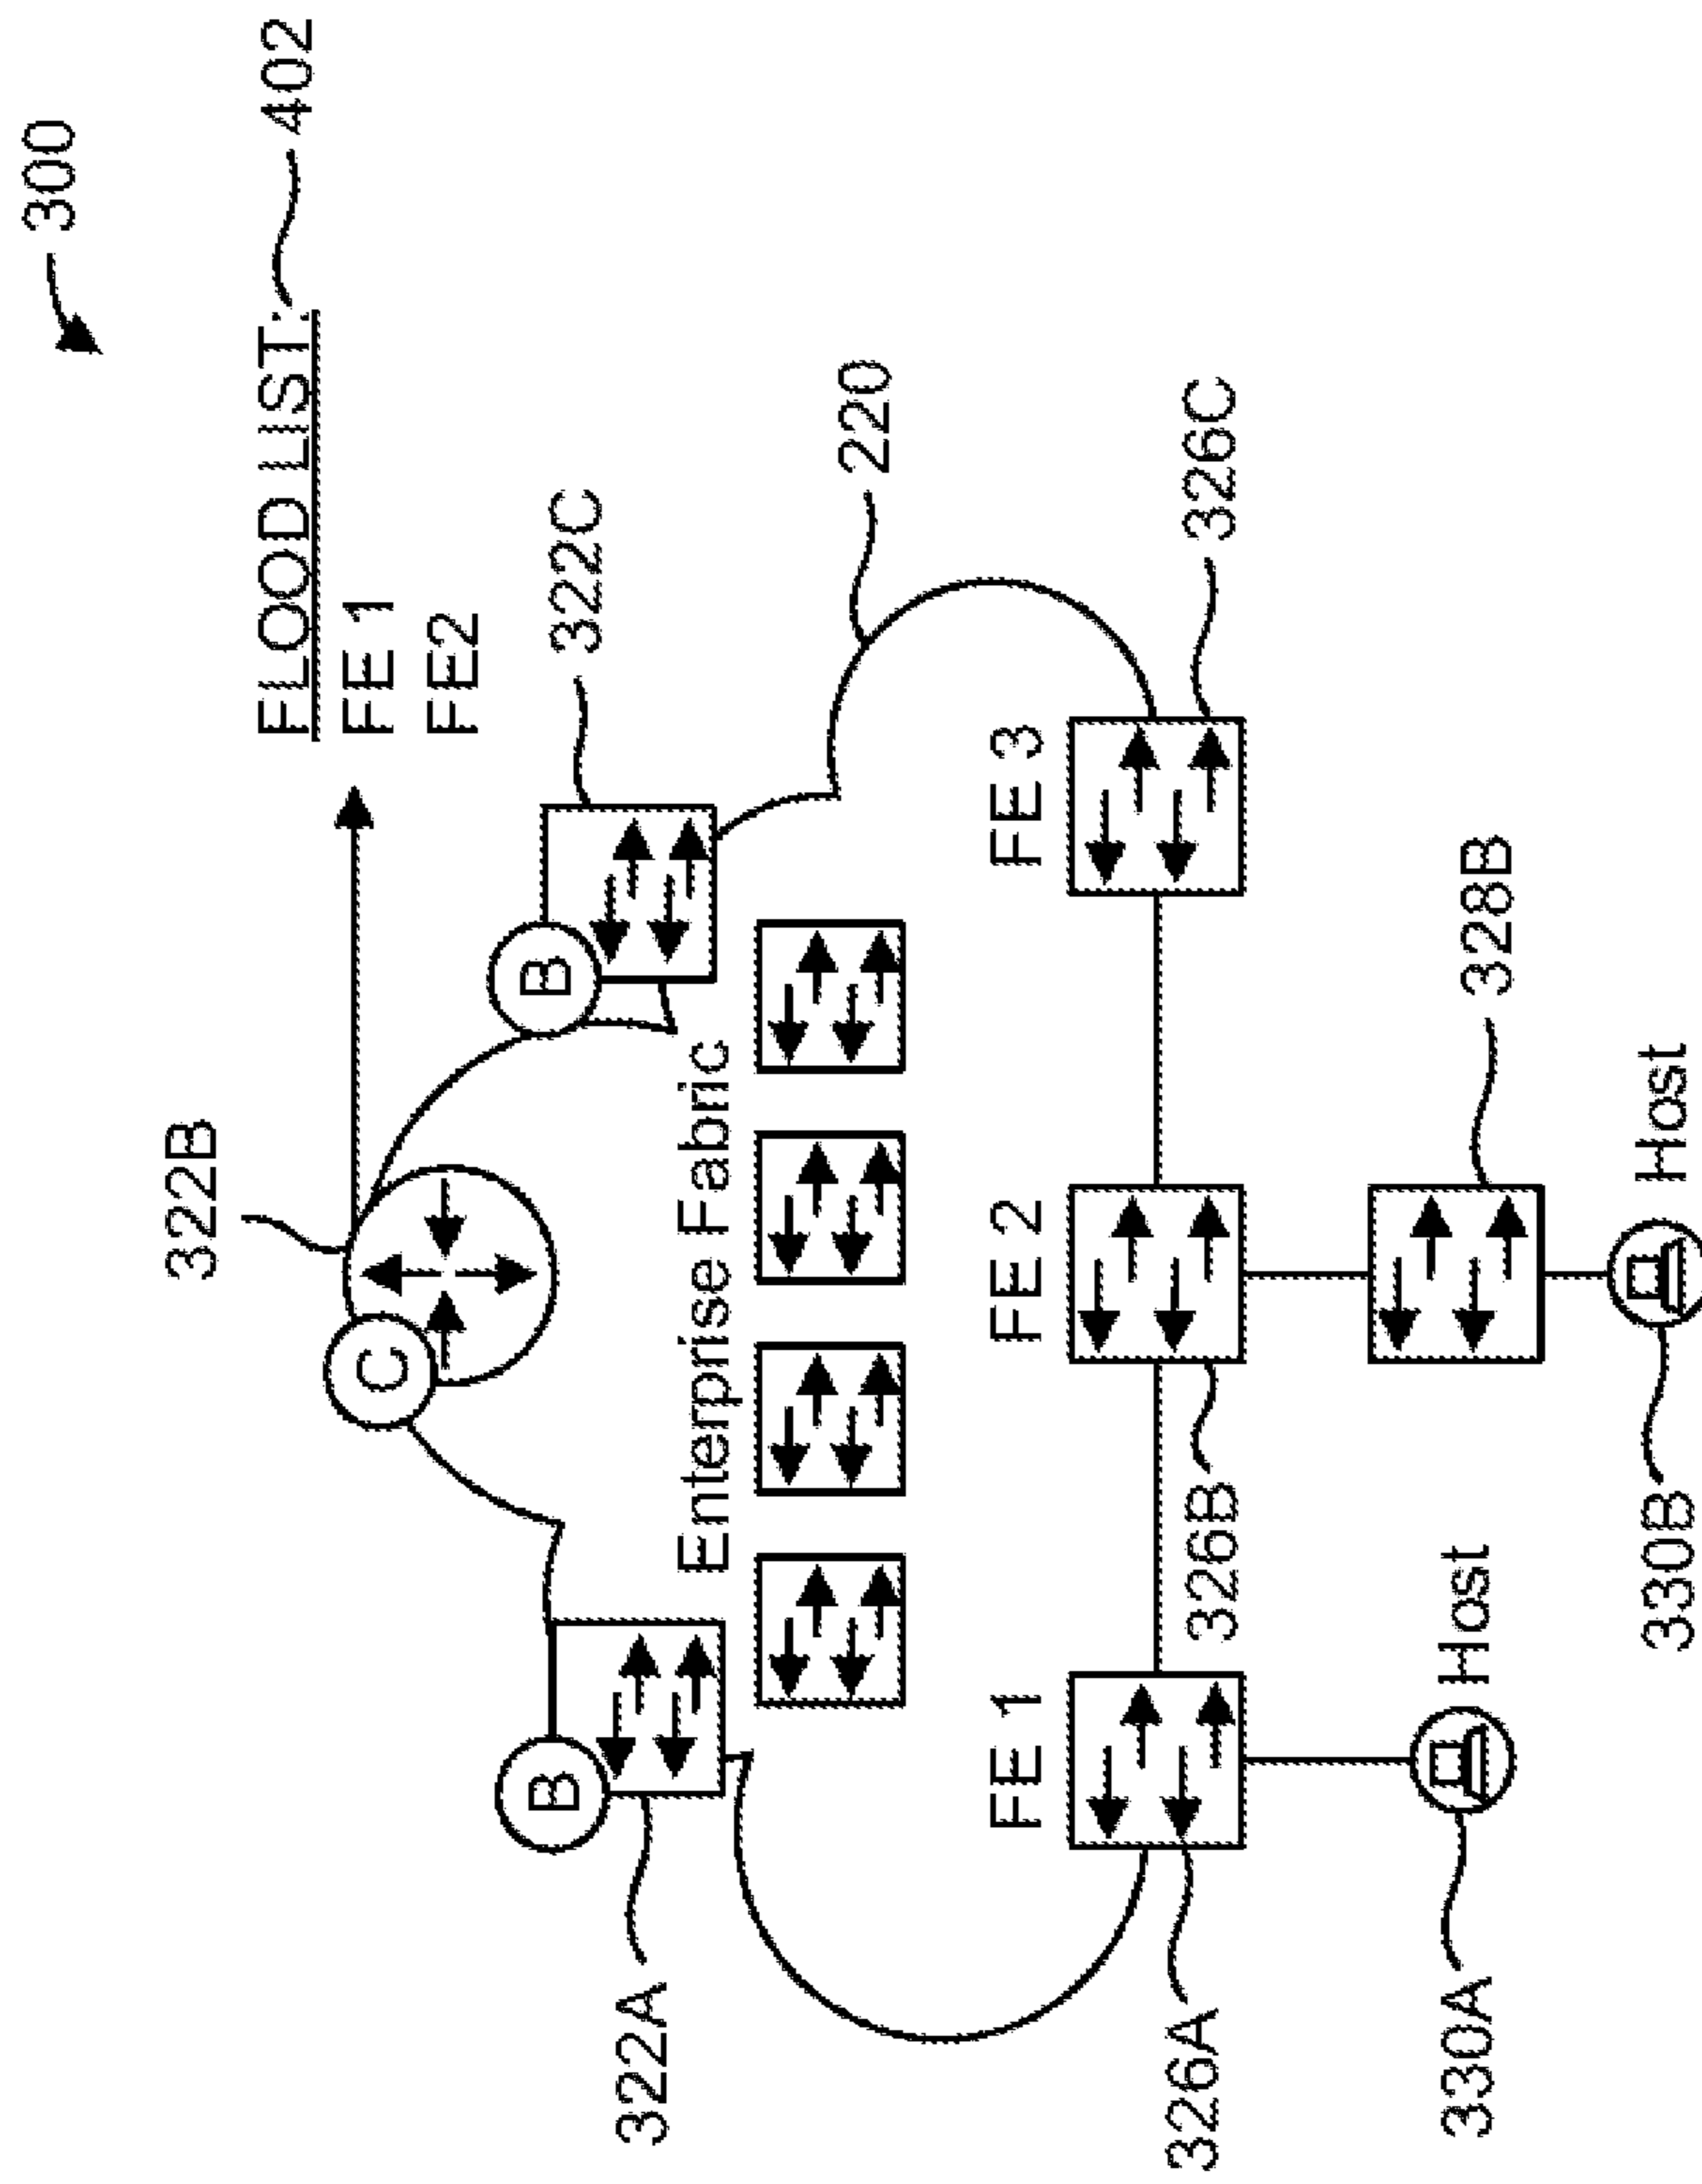 300
FLOOD LIST: 402
FE 1
FE2
322B
C
B
322C
B
322A
Enterprise Fabric
220
FE 1
FE 2
FE 3
326A
326B
326C
328B
Host
330A
Host
330B